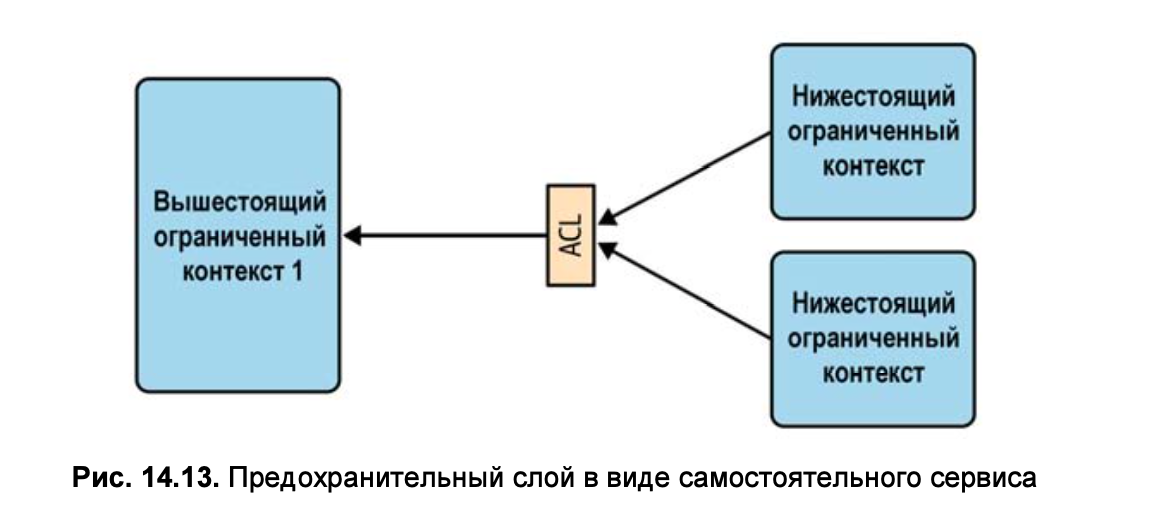 Вышестоящий
ограниченный
контекст 1
ACL
Нижестоящий
ограниченный
контекст
Нижестоящий
ограниченный
контекст
Рис. 14.13. Предохранительный слой в виде самостоятельного сервиса